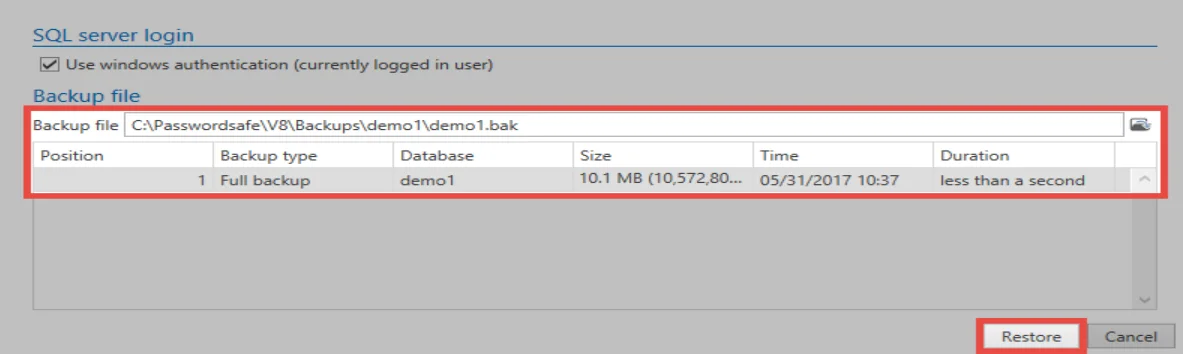 SQL server login
Use windows authentication (currently logged in user)
Backup file
Backup file C:\Passwordsafe\V8\Backups\demo1\demo1.bak
Position Backup type Database Size Time Duration
1 Full backup demo1 10.1 MB (10,572,80... 05/31/2017 10:37 less than a second
Restore Cancel